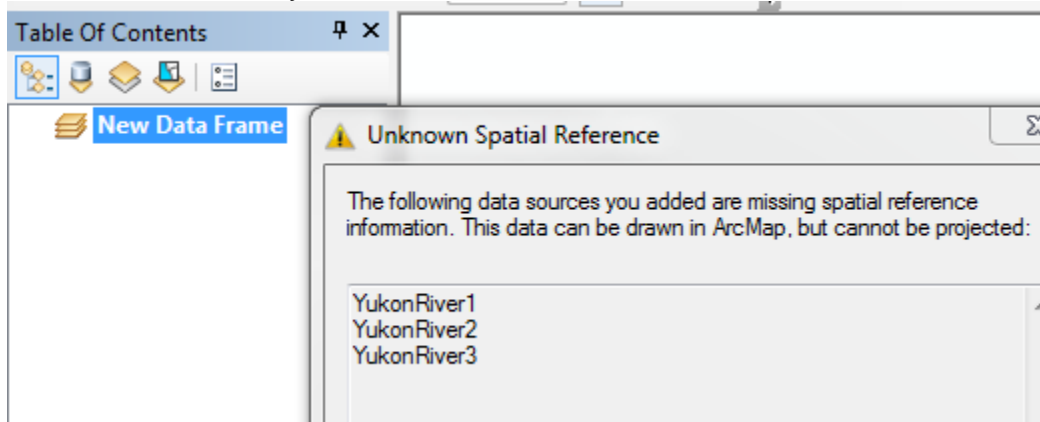 Table Of Contents
New Data Frame
Unknown Spatial Reference
The following data sources you added are missing spatial reference
information. This data can be drawn in ArcMap, but cannot be projected:
YukonRiver1
YukonRiver2
YukonRiver3